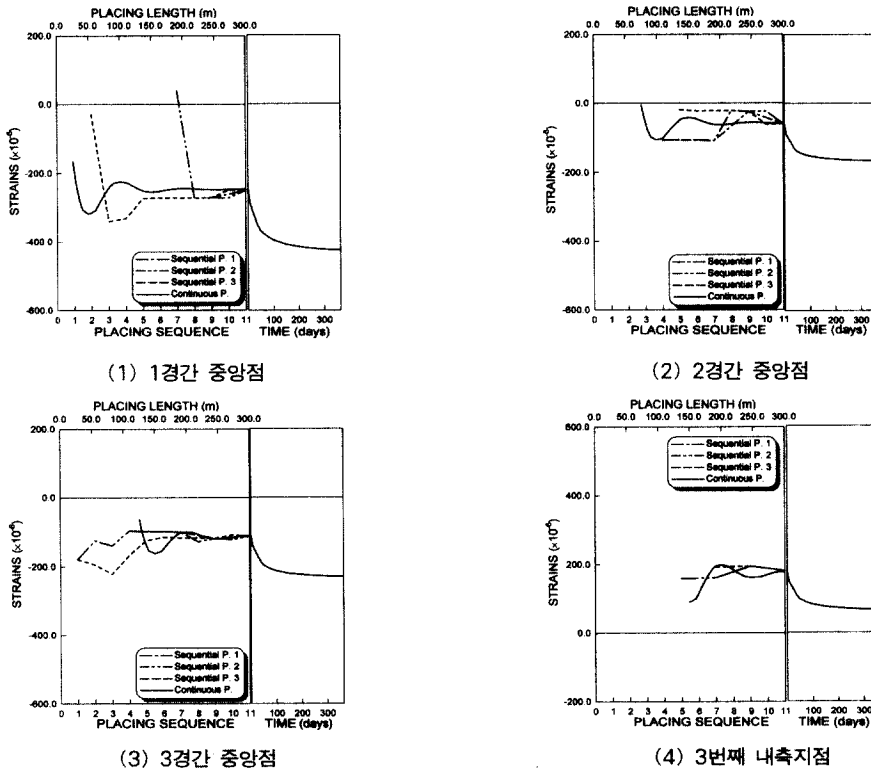 PLACING LENGTH (m)
0.0 50.0 100.0 150.0 200.0 250.0 300.0
200.0
0.0
-200.0
-400.0
-600.0
STRAINS (×10⁻⁶)
Sequential P. 1
Sequential P. 2
Sequential P. 3
Continuous P.
0 1 2 3 4 5 6 7 8 9 10 11 100 200 300
PLACING SEQUENCE TIME (days)
(1) 1경간 중앙점
PLACING LENGTH (m)
0.0 50.0 100.0 150.0 200.0 250.0 300.0
200.0
0.0
-200.0
-400.0
-600.0
STRAINS (×10⁻⁶)
Sequential P. 1
Sequential P. 2
Sequential P. 3
Continuous P.
0 1 2 3 4 5 6 7 8 9 10 11 100 200 300
PLACING SEQUENCE TIME (days)
(2) 2경간 중앙점
PLACING LENGTH (m)
0.0 50.0 100.0 150.0 200.0 250.0 300.0
200.0
0.0
-200.0
-400.0
-600.0
STRAINS (×10⁻⁶)
Sequential P. 1
Sequential P. 2
Sequential P. 3
Continuous P.
0 1 2 3 4 5 6 7 8 9 10 11 100 200 300
PLACING SEQUENCE TIME (days)
(3) 3경간 중앙점
PLACING LENGTH (m)
0.0 50.0 100.0 150.0 200.0 250.0 300.0
600.0
400.0
200.0
0.0
-200.0
STRAINS (×10⁻⁶)
Sequential P. 1
Sequential P. 2
Sequential P. 3
Continuous P.
0 1 2 3 4 5 6 7 8 9 10 11 100 200 300
PLACING SEQUENCE TIME (days)
(4) 3번째 내측지점